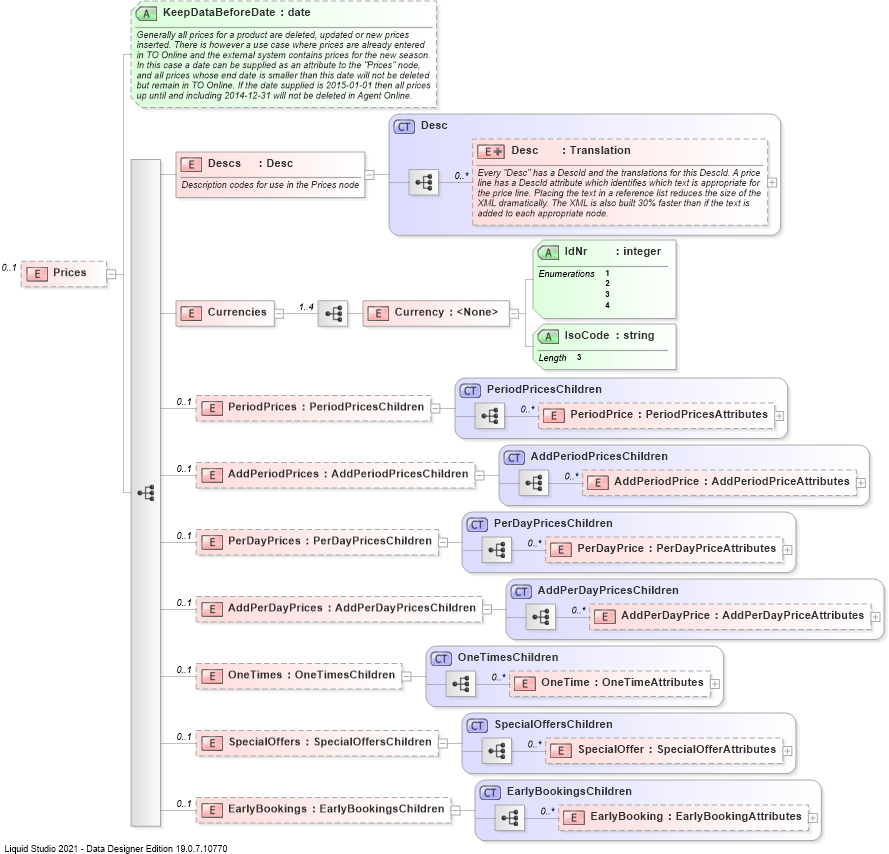 A KeepDataBeforeDate : date
Generally all prices for a product are deleted, updated or new prices
inserted. There is however a use case where prices are already entered
in TO Online and the external system contains prices for the new season.
In this case a date can be supplied as an attribute to the "Prices" node,
and all prices whose end date is smaller than this date will not be deleted
but remain in TO Online. If the date supplied is 2015-01-01 then all prices
up until and including 2014-12-31 will not be deleted in Agent Online.
CT Desc
E Descs : Desc
Description codes for use in the Prices node
0..*
E Desc : Translation
Every "Desc" has a DescId and the translations for this DescId. A price
line has a DescId attribute which identifies which text is appropriate for
the price line. Placing the text in a reference list reduces the size of the
XML dramatically. The XML is also built 30% faster than if the text is
added to each appropriate node.
0..1
E Prices
A IdNr : integer
Enumerations 1
2
3
4
E Currencies
1..4
E Currency : <None>
A IsoCode : string
Length 3
CT PeriodPricesChildren
0..1
E PeriodPrices : PeriodPricesChildren
0..*
E PeriodPrice : PeriodPricesAttributes
CT AddPeriodPricesChildren
0..1
E AddPeriodPrices : AddPeriodPricesChildren
0..*
E AddPeriodPrice : AddPeriodPriceAttributes
CT PerDayPricesChildren
0..1
E PerDayPrices : PerDayPricesChildren
0..*
E PerDayPrice : PerDayPriceAttributes
CT AddPerDayPricesChildren
0..1
E AddPerDayPrices : AddPerDayPricesChildren
0..*
E AddPerDayPrice : AddPerDayPriceAttributes
CT OneTimesChildren
0..1
E OneTimes : OneTimesChildren
0..*
E OneTime : OneTimeAttributes
CT SpecialOffersChildren
0..1
E SpecialOffers : SpecialOffersChildren
0..*
E SpecialOffer : SpecialOfferAttributes
CT EarlyBookingsChildren
0..1
E EarlyBookings : EarlyBookingsChildren
0..*
E EarlyBooking : EarlyBookingAttributes
Liquid Studio 2021 - Data Designer Edition 19.0.7.10770